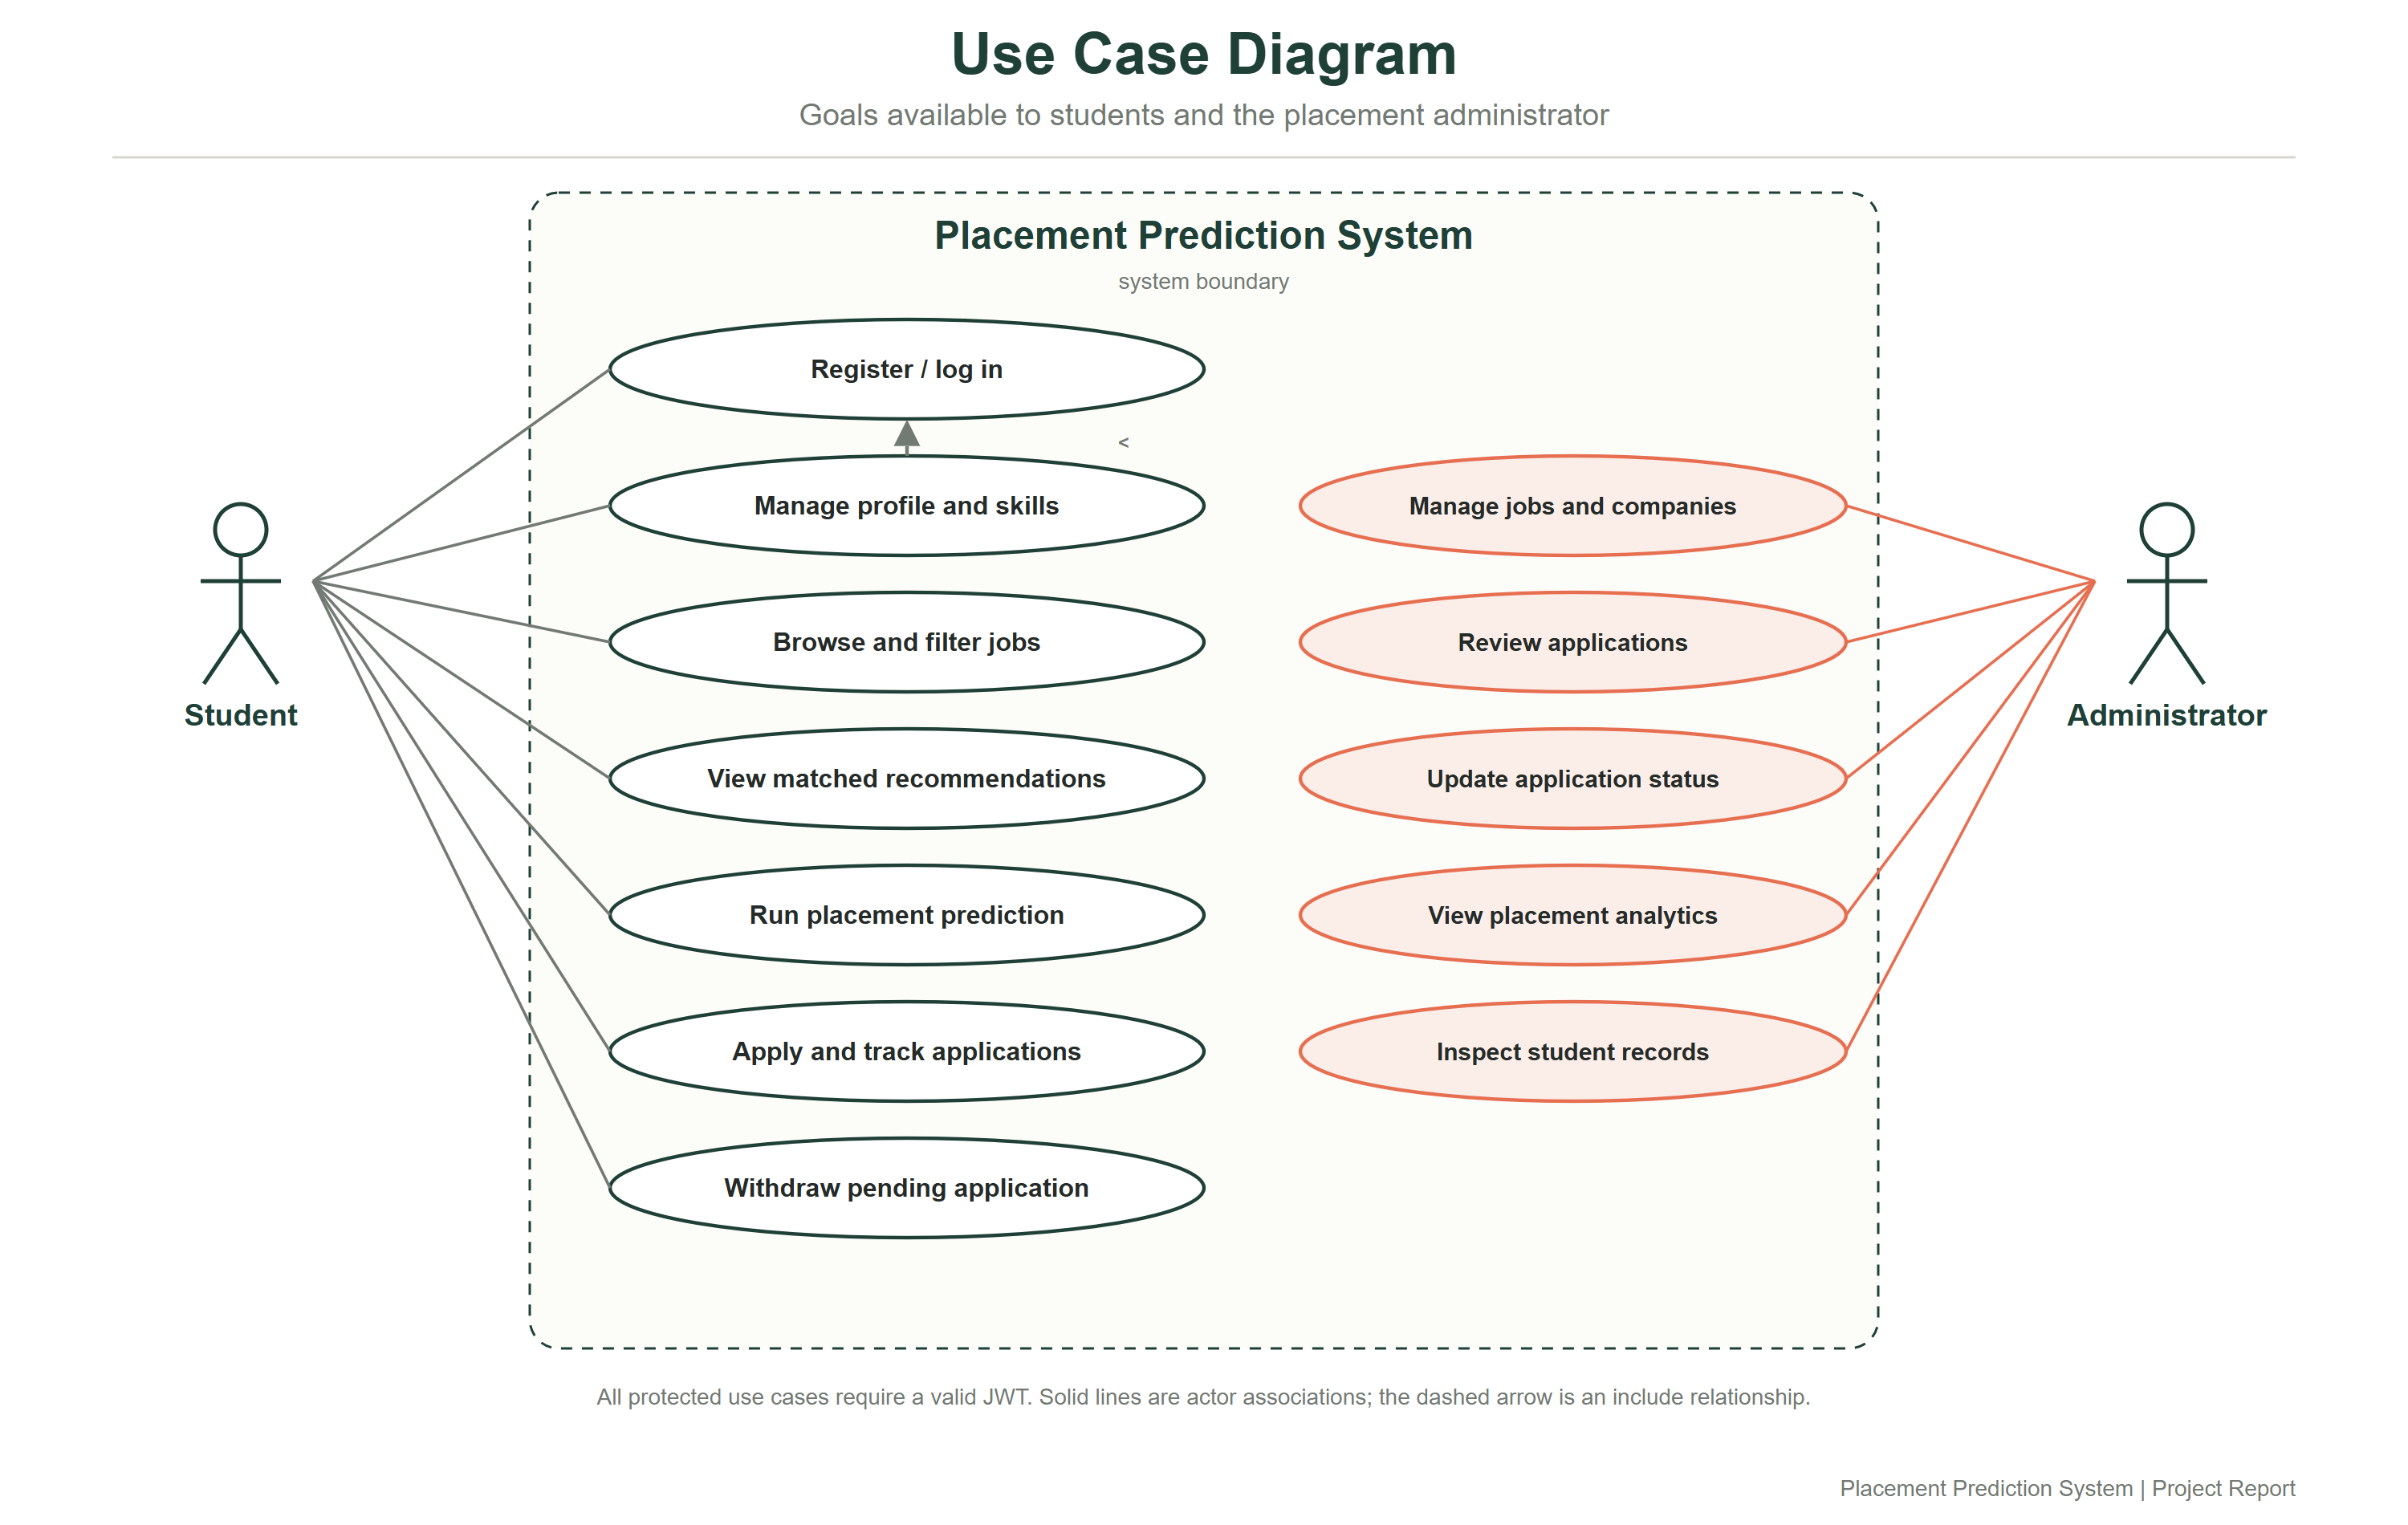 Use Case Diagram
Goals available to students and the placement administrator
Placement Prediction System
system boundary
Register / log in
<
Manage profile and skills
Browse and filter jobs
View matched recommendations
Run placement prediction
Apply and track applications
Withdraw pending application
Manage jobs and companies
Review applications
Update application status
View placement analytics
Inspect student records
Student
Administrator
All protected use cases require a valid JWT. Solid lines are actor associations; the dashed arrow is an include relationship.
Placement Prediction System | Project Report